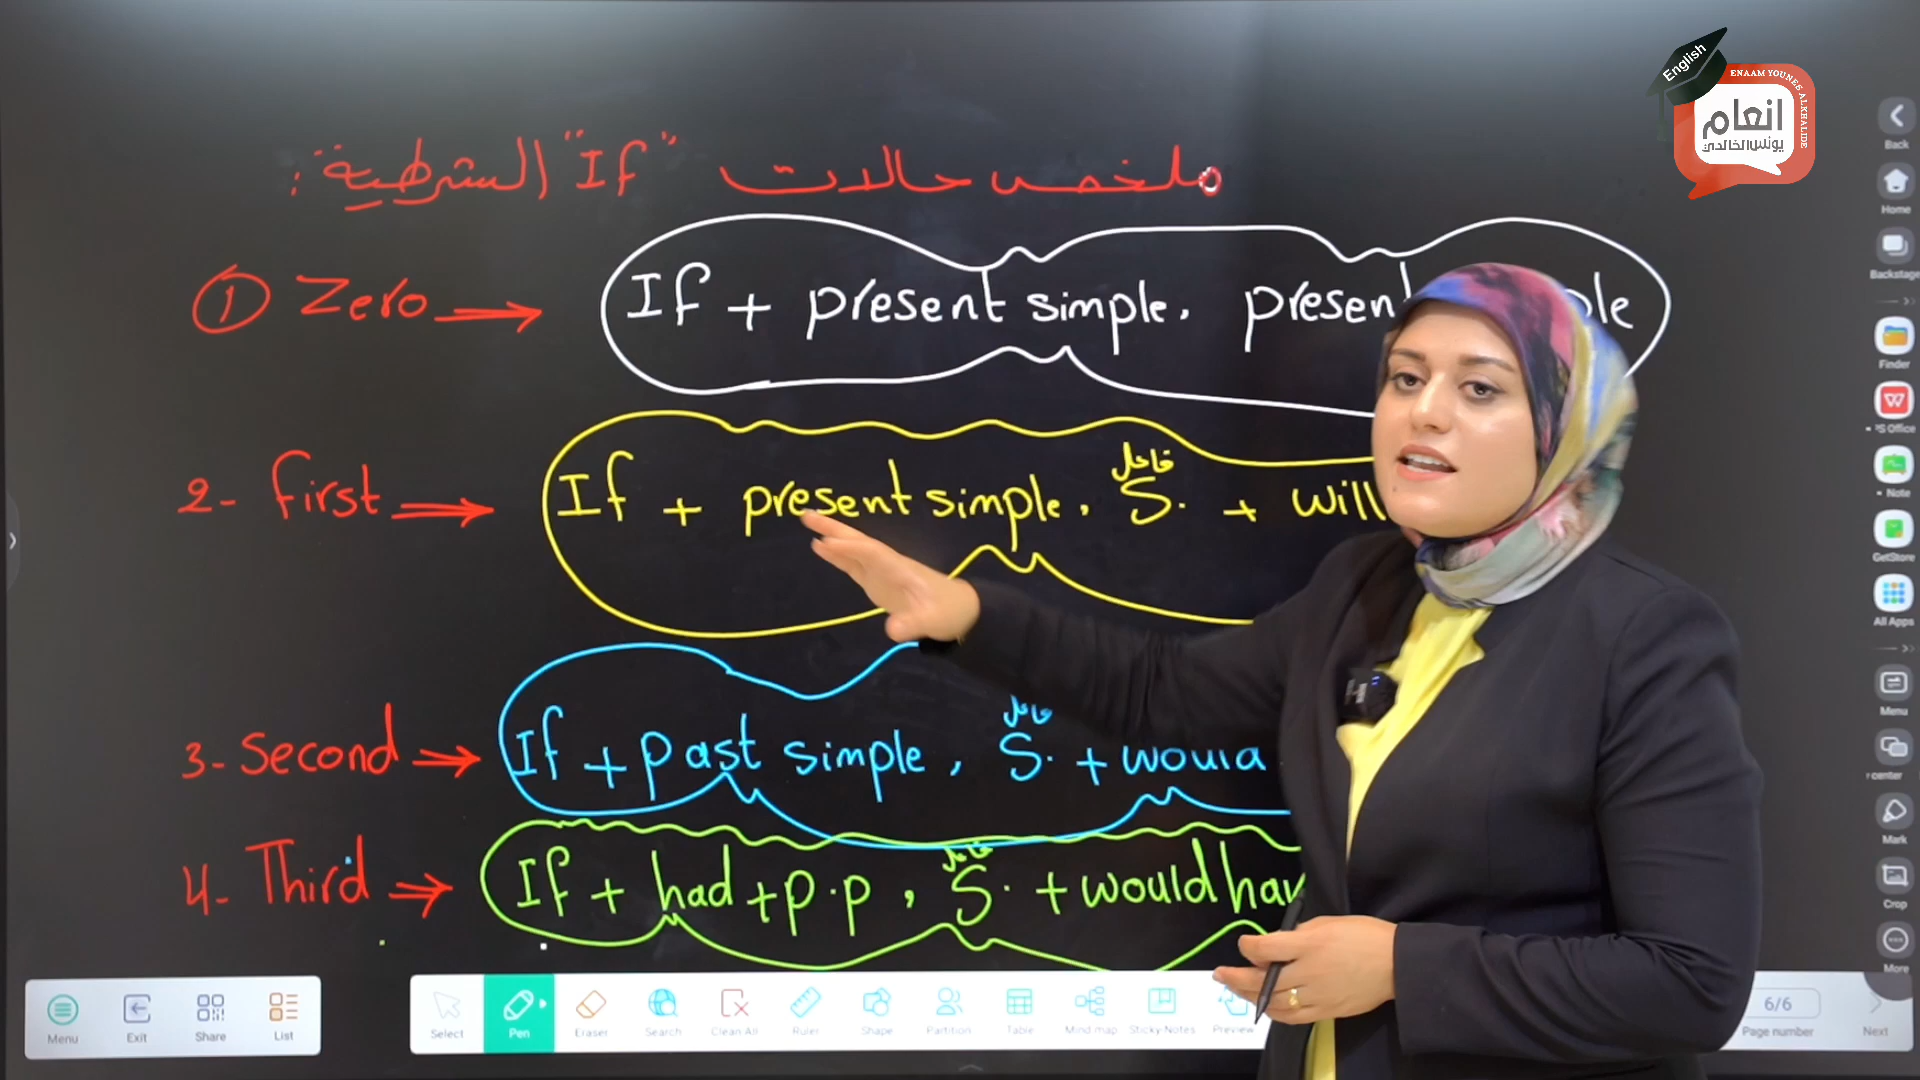 English
ENAAM YOUNES ALKHALIDE
انعام
يونس الخالدي
ملخص حالات "If" الشرطية:
① Zero → If + present simple, present
2- first → If + present simple, S. + will
فاعل
3- Second → If + past simple, S. + would
فاعل
4- Third → If + had + p.p, S. + would hav
فاعل
Back
Home
Backstage
Finder
Note
GetStore
All Apps
Menu
Mark
Crop
More
Menu
Exit
Share
List
Select
Pen
Eraser
Search
Clean All
Ruler
Shape
Partition
Table
Mind map
Sticky Notes
Preview
6/6
Page number
Next